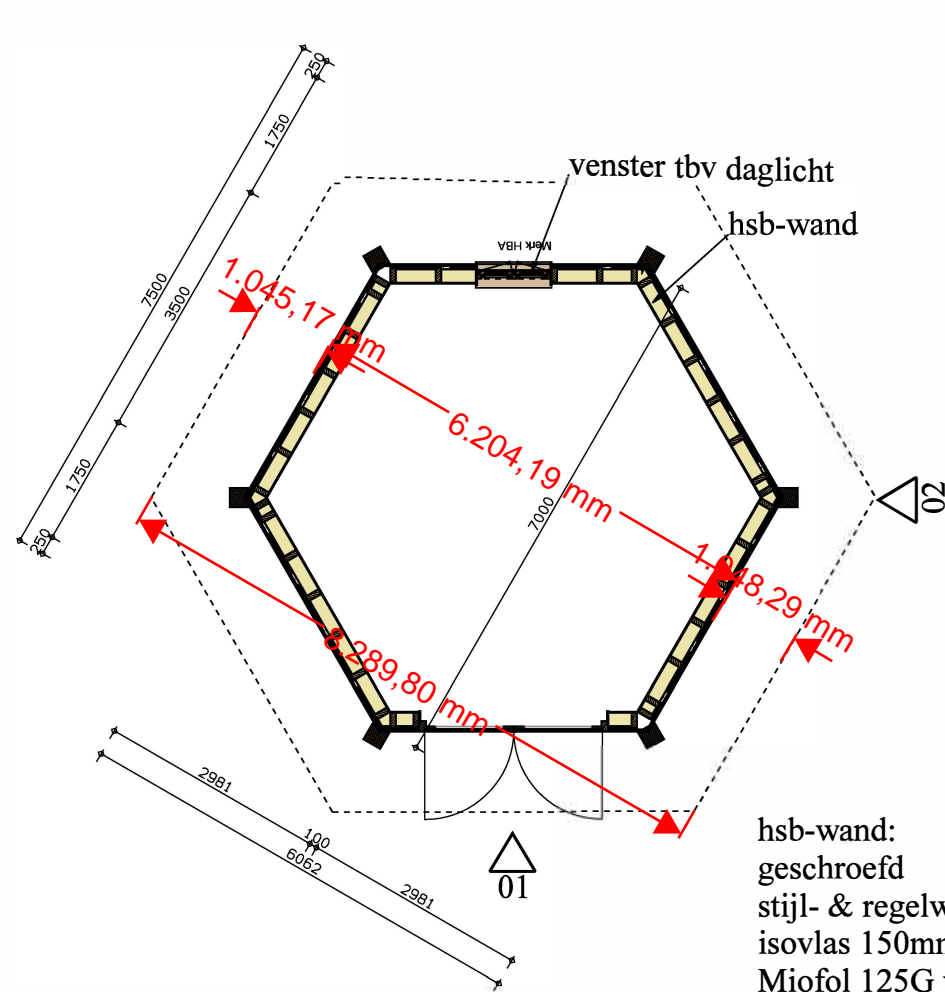 250
1750
3500
7500
1750
250
venster tbv daglicht
hsb-wand
Merk HBA
1.045,17 mm
6.204,19 mm
7000
1.048,29 mm
8.289,80 mm
02
01
2981
100
6062
2981
hsb-wand:
geschroefd
stijl- & regelw
isovlas 150mm
Miofol 125G